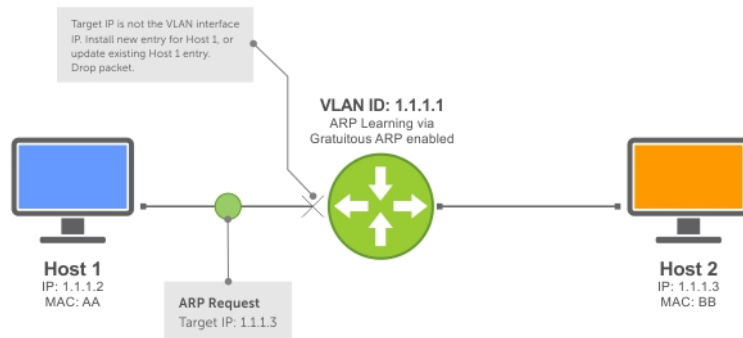 Target IP is not the VLAN interface
IP. Install new entry for Host 1, or
update existing Host 1 entry.
Drop packet.
VLAN ID: 1.1.1.1
ARP Learning via
Gratuitous ARP enabled
Host 1
IP: 1.1.1.2
MAC: AA
ARP Request
Target IP: 1.1.1.3
Host 2
IP: 1.1.1.3
MAC: BB